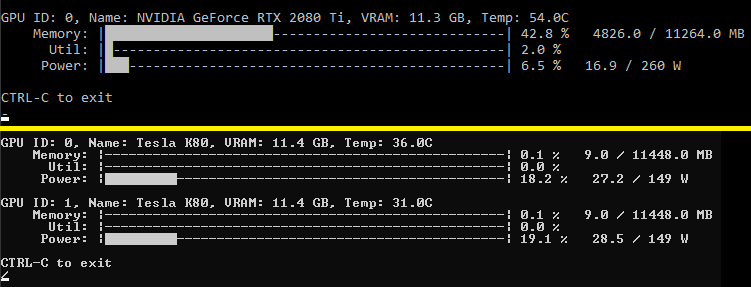 GPU ID: 0, Name: NVIDIA GeForce RTX 2080 Ti, VRAM: 11.3 GB, Temp: 54.0C
Memory: |█████████████████-----------------------| 42.8 % 4826.0 / 11264.0 MB
Util: |█---------------------------------------| 2.0 %
Power: |██--------------------------------------| 6.5 % 16.9 / 260 W
CTRL-C to exit
-
GPU ID: 0, Name: Tesla K80, VRAM: 11.4 GB, Temp: 36.0C
Memory: ¦----------------------------------------¦ 0.1 % 9.0 / 11448.0 MB
Util: ¦----------------------------------------¦ 0.0 %
Power: ¦███████---------------------------------¦ 18.2 % 27.2 / 149 W
GPU ID: 1, Name: Tesla K80, VRAM: 11.4 GB, Temp: 31.0C
Memory: ¦----------------------------------------¦ 0.1 % 9.0 / 11448.0 MB
Util: ¦----------------------------------------¦ 0.0 %
Power: ¦███████---------------------------------¦ 19.1 % 28.5 / 149 W
CTRL-C to exit
/